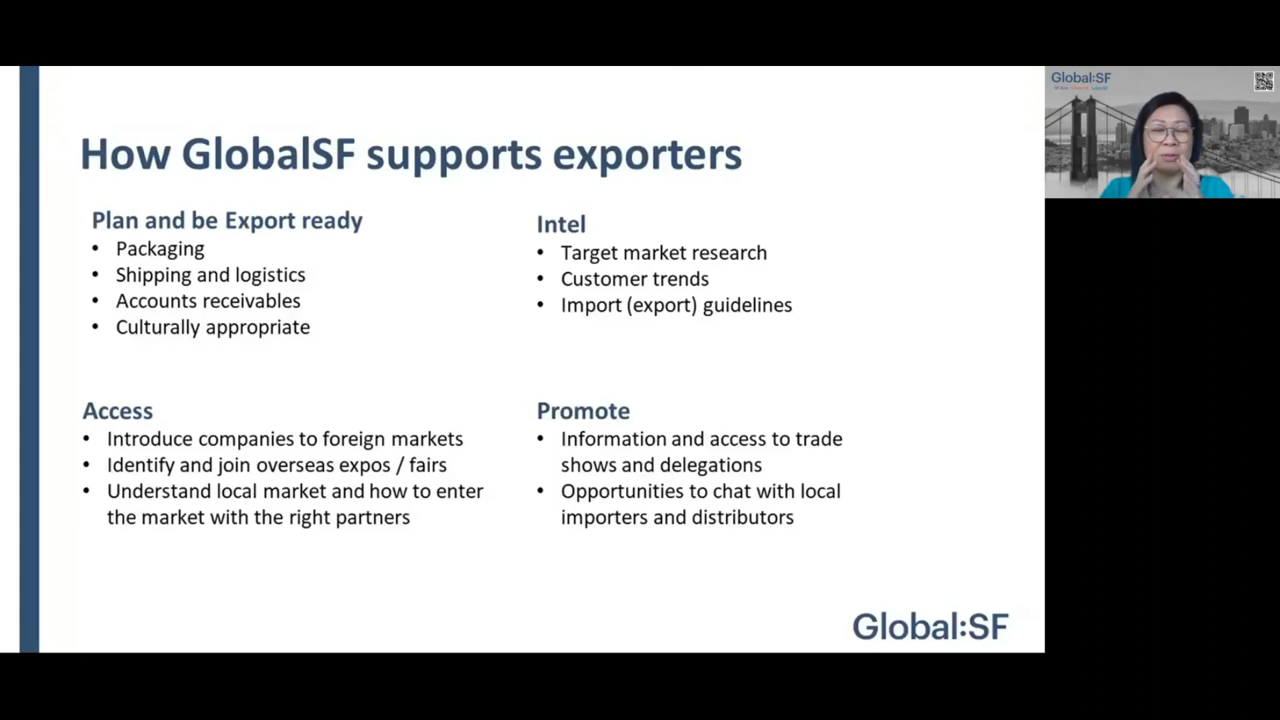 How GlobalSF supports exporters
Plan and be Export ready
• Packaging
• Shipping and logistics
• Accounts receivables
• Culturally appropriate
Intel
• Target market research
• Customer trends
• Import (export) guidelines
Access
• Introduce companies to foreign markets
• Identify and join overseas expos / fairs
• Understand local market and how to enter
the market with the right partners
Promote
• Information and access to trade
shows and delegations
• Opportunities to chat with local
importers and distributors
Global:SF
Global:SF